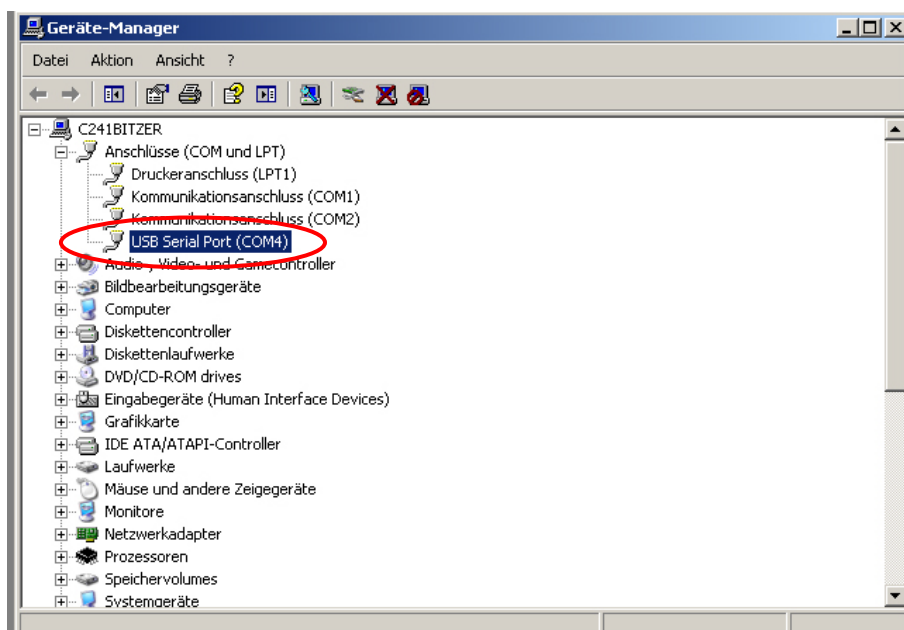 Geräte-Manager
Datei Aktion Ansicht ?
C241BITZER
Anschlüsse (COM und LPT)
Druckeranschluss (LPT1)
Kommunikationsanschluss (COM1)
Kommunikationsanschluss (COM2)
USB Serial Port (COM4)
Audio-, Video- und Gamecontroller
Bildbearbeitungsgeräte
Computer
Diskettencontroller
Diskettenlaufwerke
DVD/CD-ROM drives
Eingabegeräte (Human Interface Devices)
Grafikkarte
IDE ATA/ATAPI-Controller
Laufwerke
Mäuse und andere Zeigegeräte
Monitore
Netzwerkadapter
Prozessoren
Speichervolumes
Systemgeräte